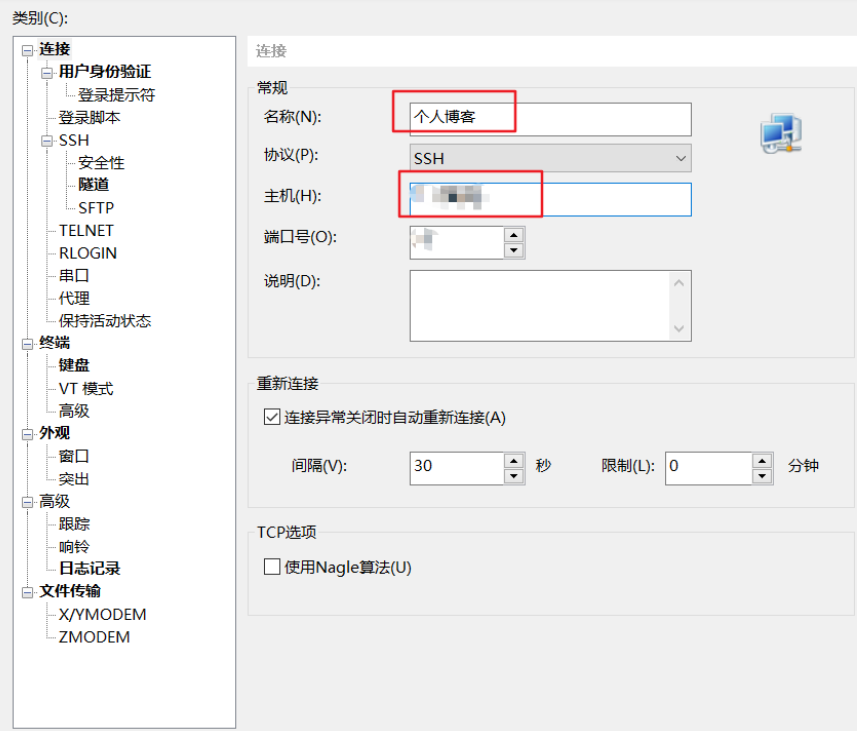 类别(C):
连接
用户身份验证
登录提示符
登录脚本
SSH
安全性
隧道
SFTP
TELNET
RLOGIN
串口
代理
保持活动状态
终端
键盘
VT 模式
高级
外观
窗口
突出
高级
跟踪
响铃
日志记录
文件传输
X/YMODEM
ZMODEM
连接
常规
名称(N): 个人博客
协议(P): SSH
主机(H):
端口号(O):
说明(D):
重新连接
连接异常关闭时自动重新连接(A)
间隔(V): 30 秒 限制(L): 0 分钟
TCP选项
使用Nagle算法(U)